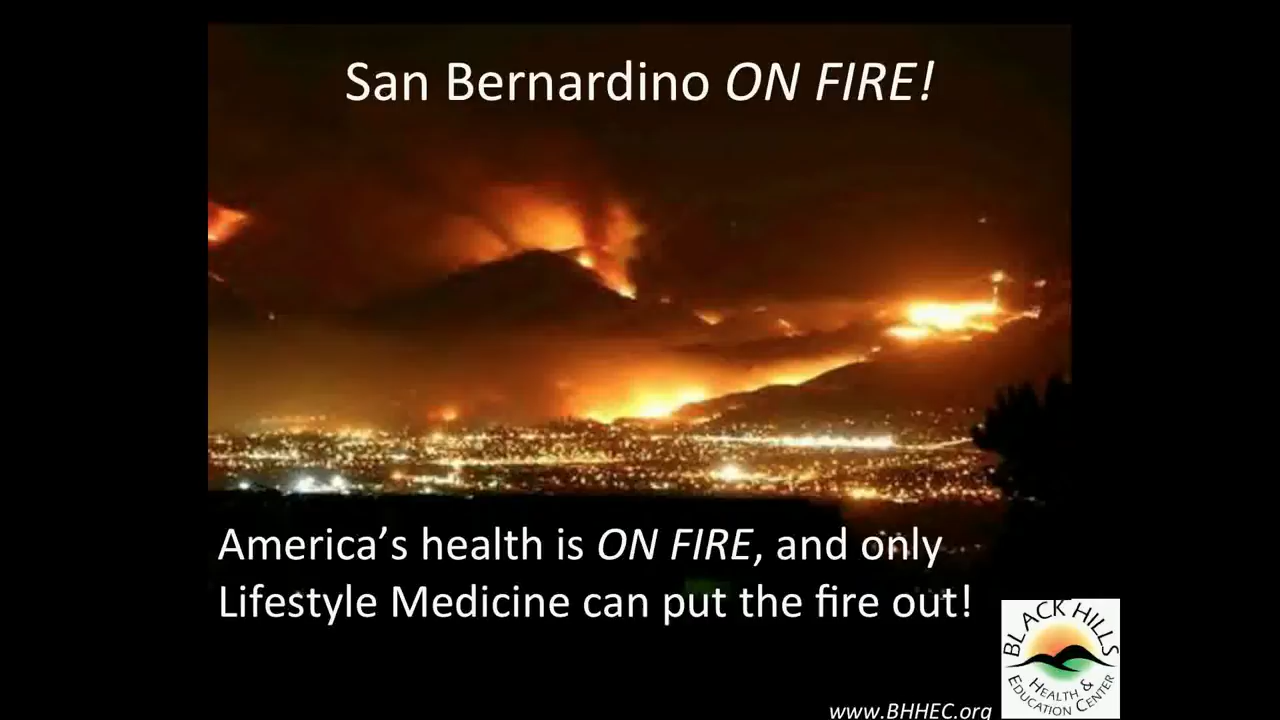 San Bernardino ON FIRE!
America's health is ON FIRE, and only
Lifestyle Medicine can put the fire out!
BLACK HILLS
HEALTH &
EDUCATION CENTER
www.BHHEC.org